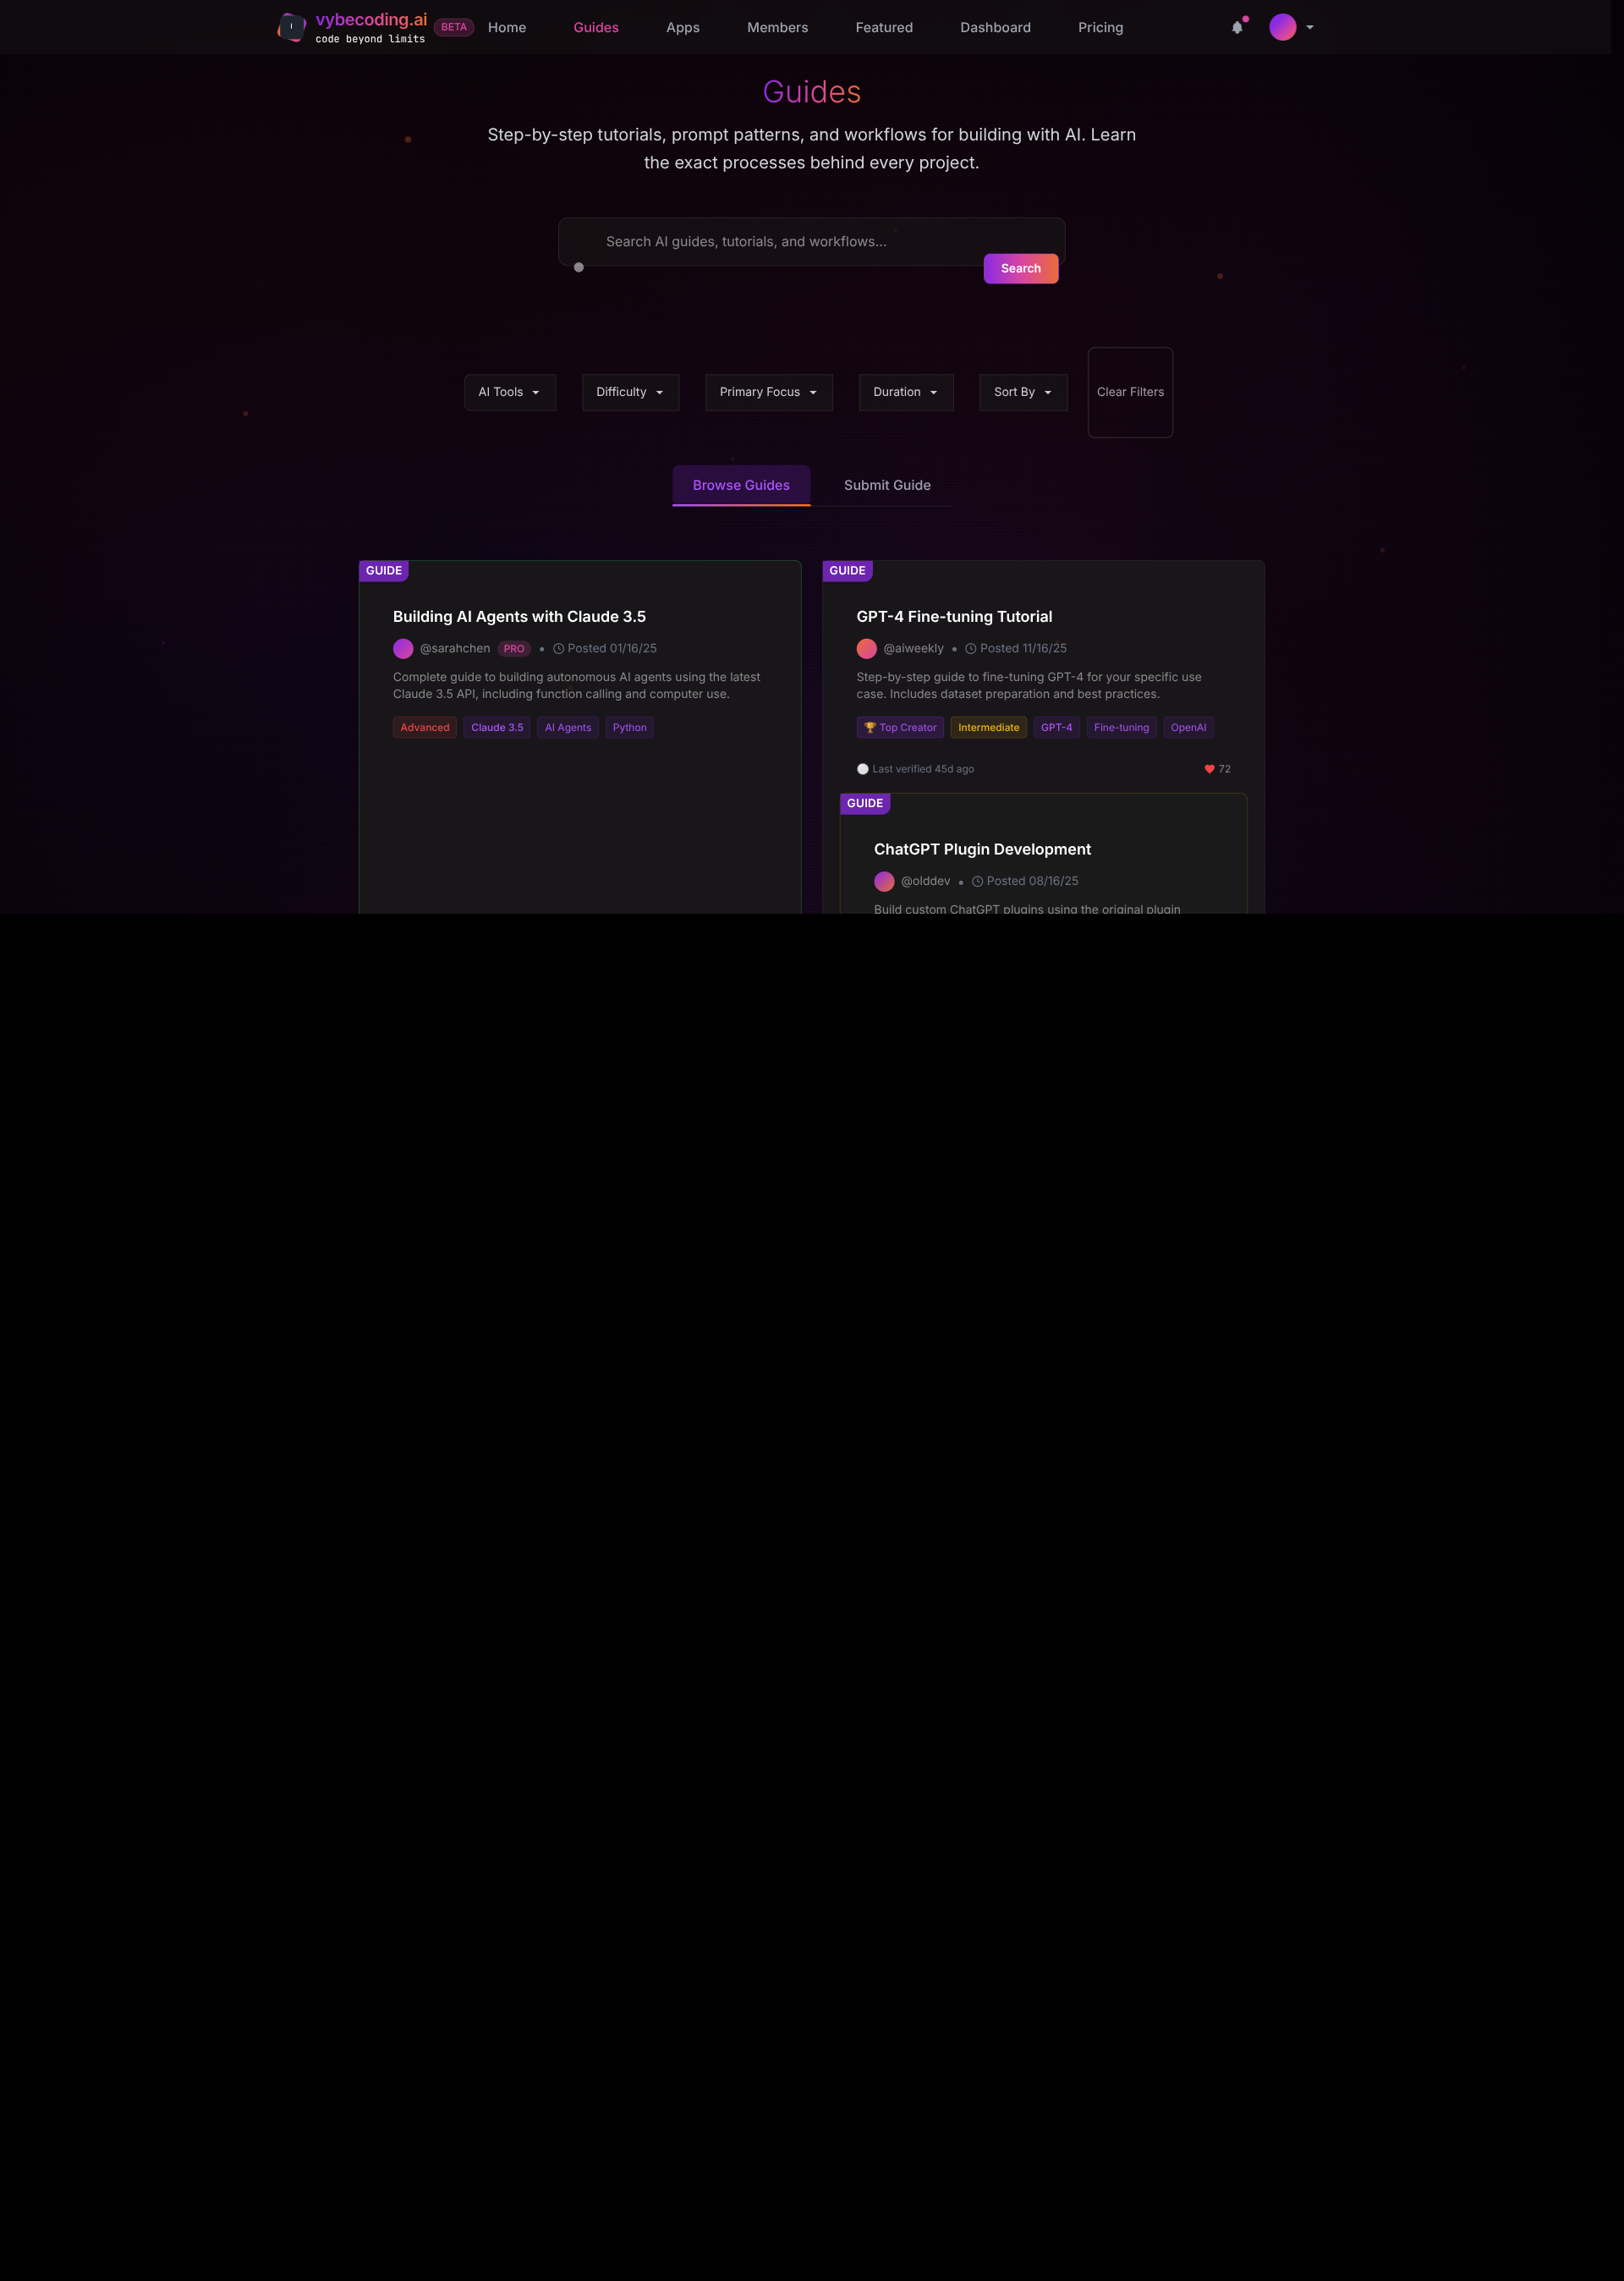 vybecoding.ai
code beyond limits
BETA
Home
Guides
Apps
Members
Featured
Dashboard
Pricing
Guides
Step-by-step tutorials, prompt patterns, and workflows for building with AI. Learn
the exact processes behind every project.
Search AI guides, tutorials, and workflows...
Search
AI Tools
Difficulty
Primary Focus
Duration
Sort By
Clear Filters
Browse Guides
Submit Guide
GUIDE
Building AI Agents with Claude 3.5
@sarahchen PRO • Posted 01/16/25
Complete guide to building autonomous AI agents using the latest
Claude 3.5 API, including function calling and computer use.
Advanced
Claude 3.5
AI Agents
Python
GUIDE
GPT-4 Fine-tuning Tutorial
@aiweekly • Posted 11/16/25
Step-by-step guide to fine-tuning GPT-4 for your specific use
case. Includes dataset preparation and best practices.
🏆 Top Creator
Intermediate
GPT-4
Fine-tuning
OpenAI
Last verified 45d ago
72
GUIDE
ChatGPT Plugin Development
@olddev • Posted 08/16/25
Build custom ChatGPT plugins using the original plugin